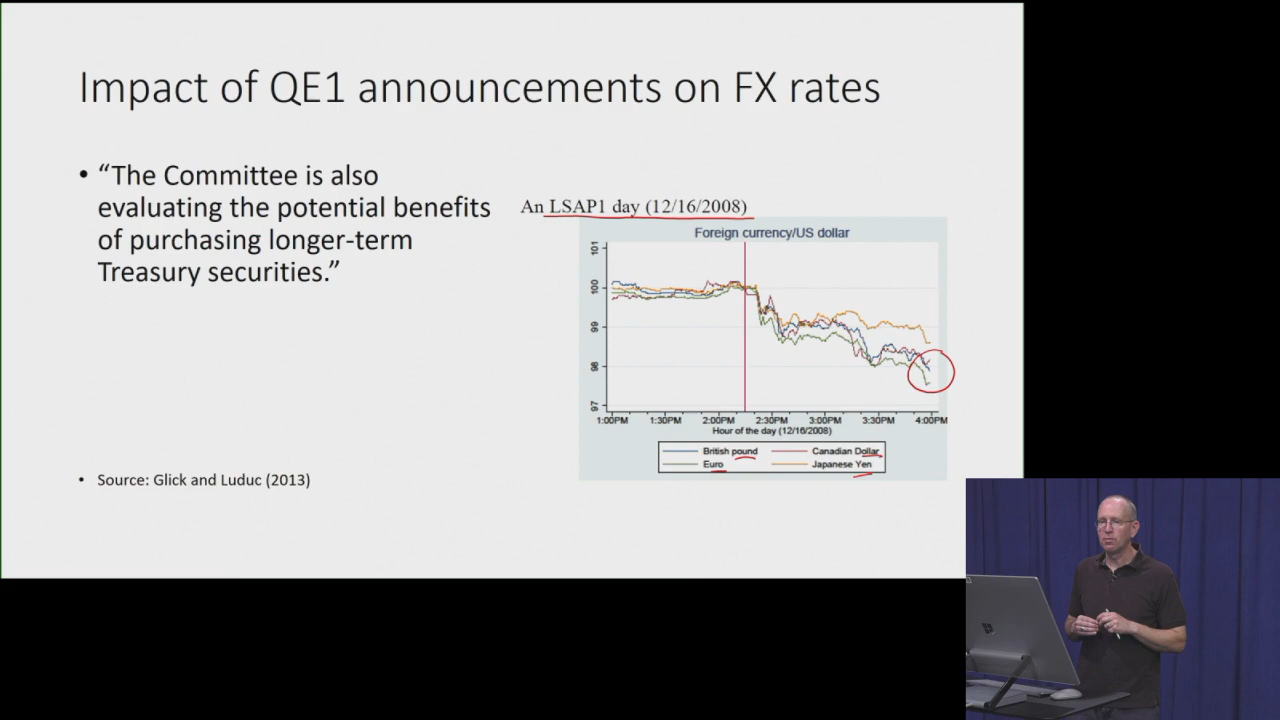 Impact of QE1 announcements on FX rates
• “The Committee is also
evaluating the potential benefits
of purchasing longer-term
Treasury securities.”
An LSAP1 day (12/16/2008)
Foreign currency/US dollar
101
100
99
98
97
1:00PM 1:30PM 2:00PM 2:30PM 3:00PM 3:30PM 4:00PM
Hour of the day (12/16/2008)
British pound Canadian Dollar
Euro Japanese Yen
• Source: Glick and Luduc (2013)